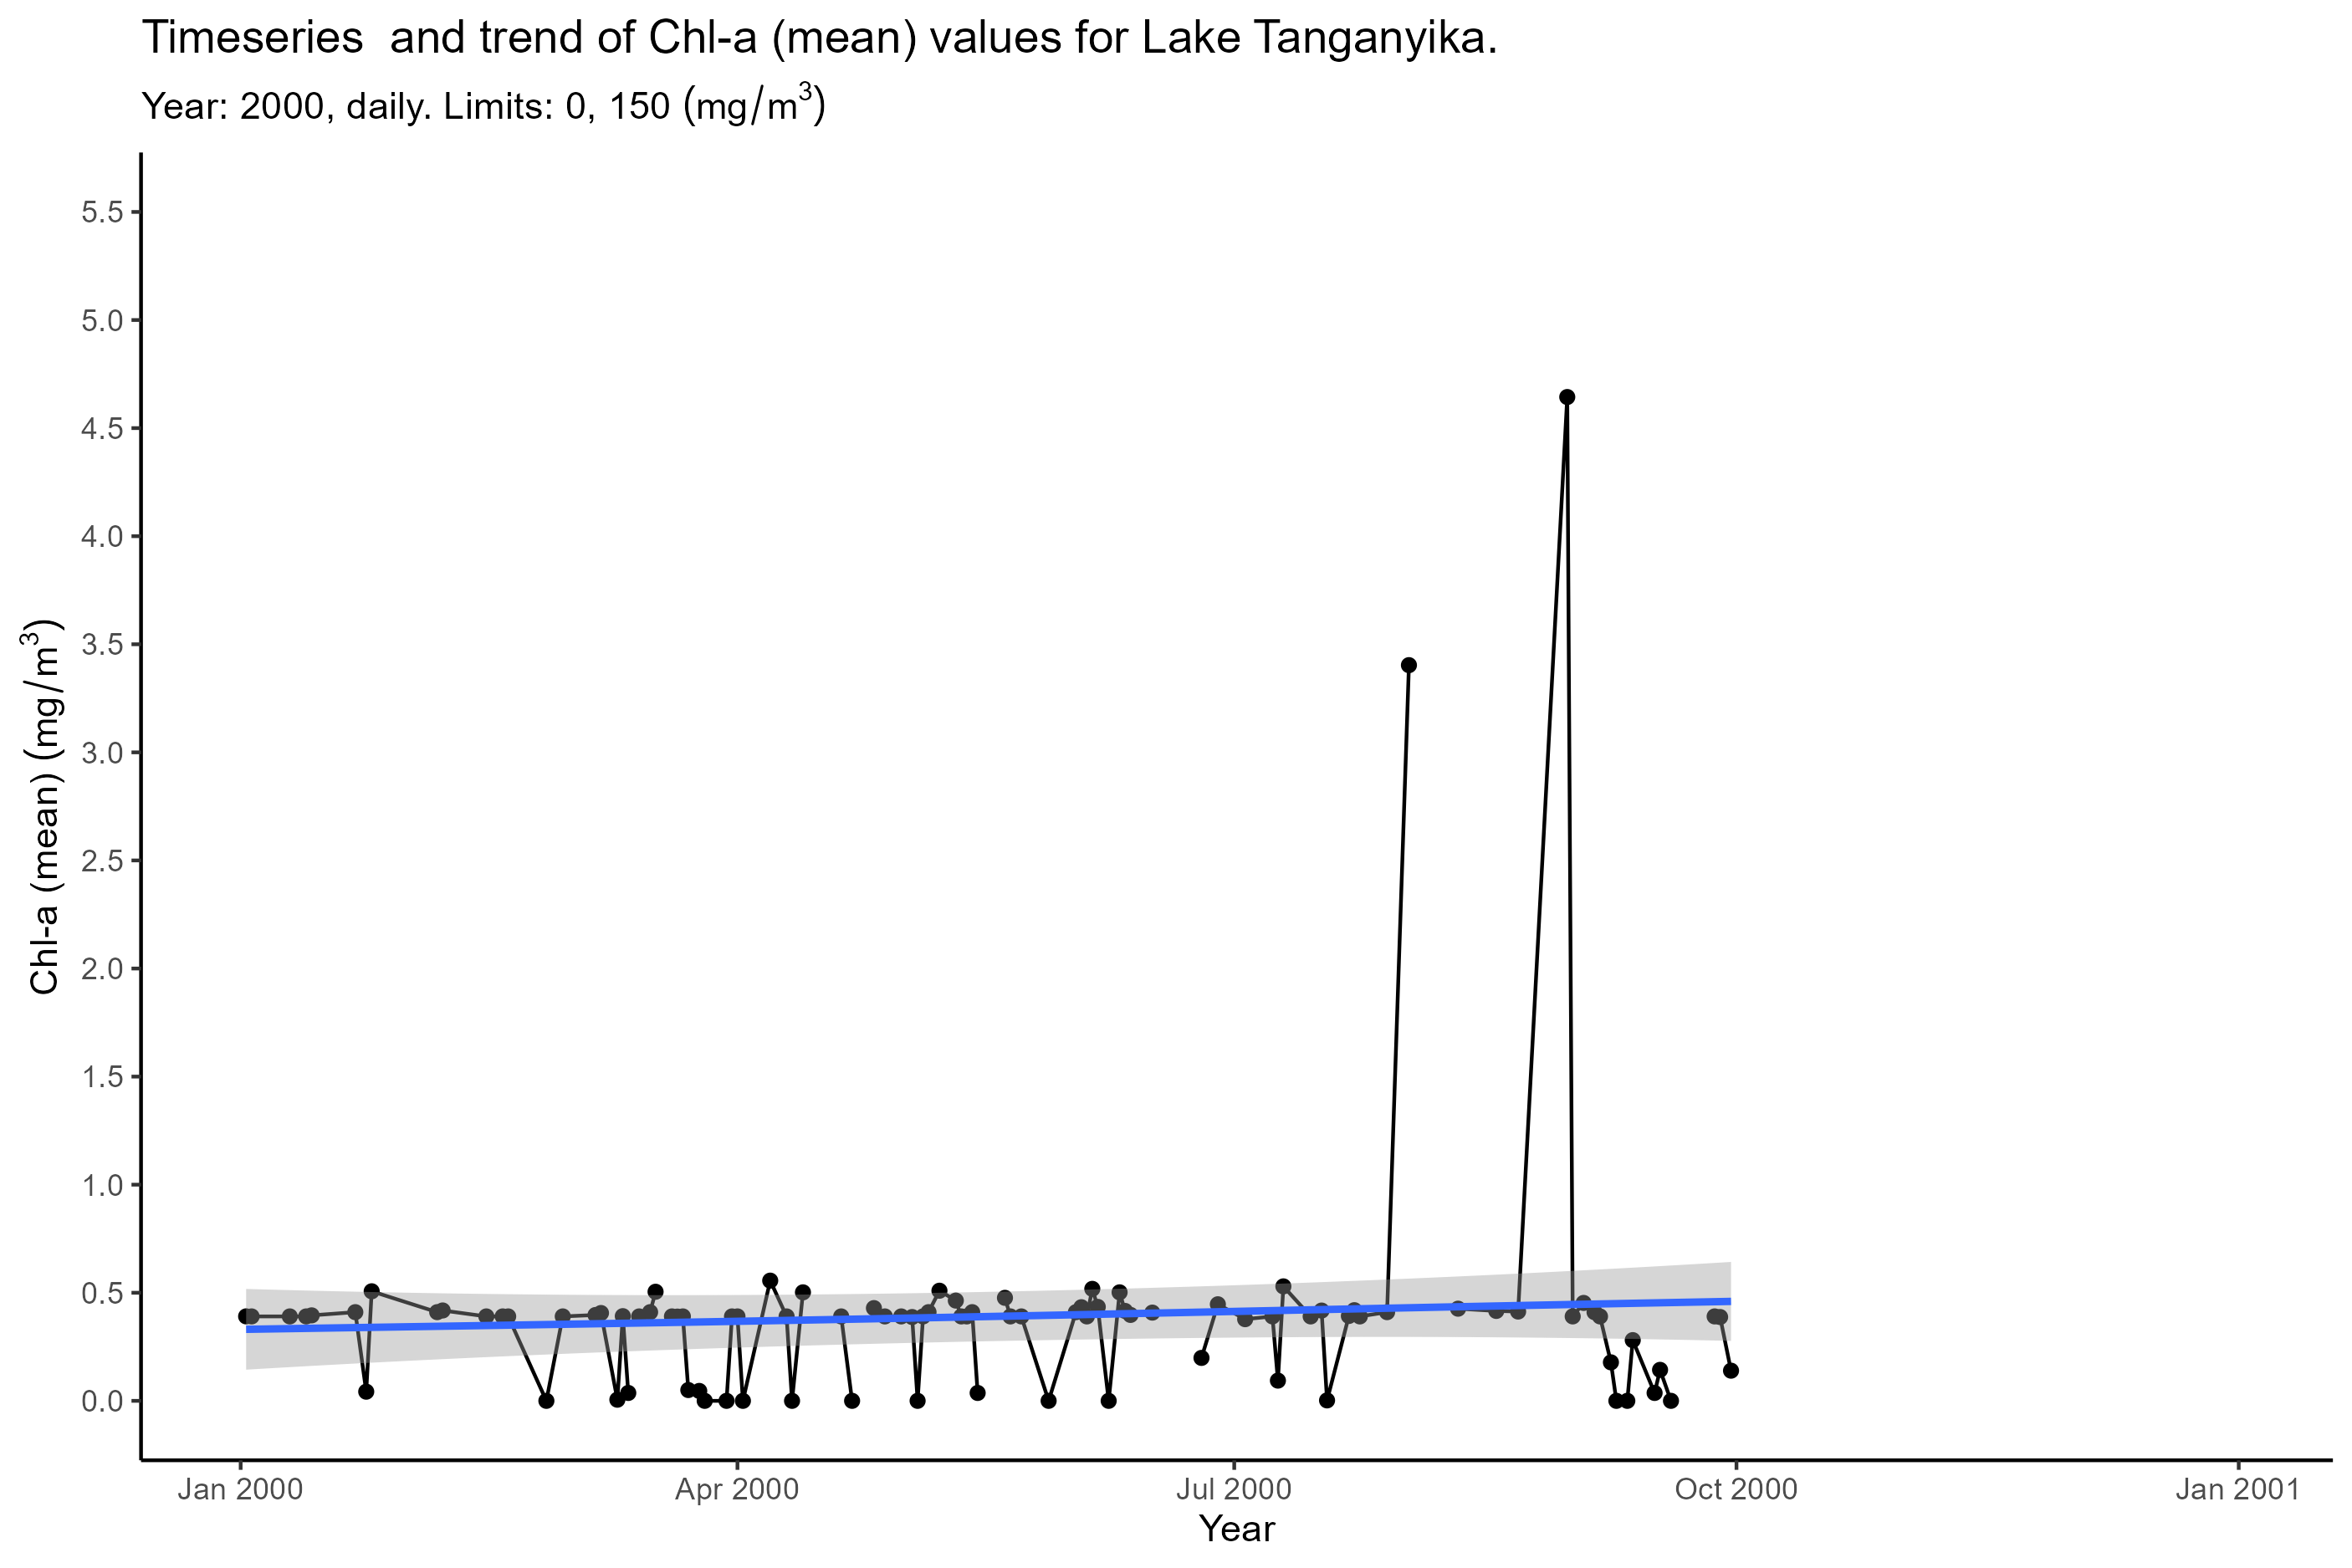 Timeseries  and trend of Chl-a (mean) values for Lake Tanganyika.
Year: 2000, daily. Limits: 0, 150 (mg/m³)
Chl-a (mean) (mg/m³)
5.5
5.0
4.5
4.0
3.5
3.0
2.5
2.0
1.5
1.0
0.5
0.0
Jan 2000 Apr 2000 Jul 2000 Oct 2000 Jan 2001
Year